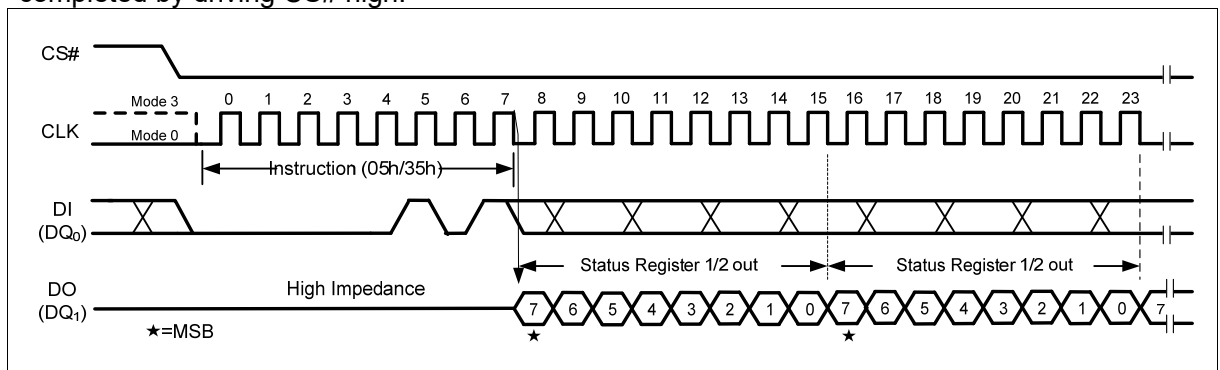 completed by driving CS# high.
CS#
Mode 3 0 1 2 3 4 5 6 7 8 9 10 11 12 13 14 15 16 17 18 19 20 21 22 23
CLK Mode 0
Instruction (05h/35h)
DI
(DQ0)
Status Register 1/2 out Status Register 1/2 out
DO High Impedance
(DQ1) 7 6 5 4 3 2 1 0 7 6 5 4 3 2 1 0 7
★=MSB ★ ★